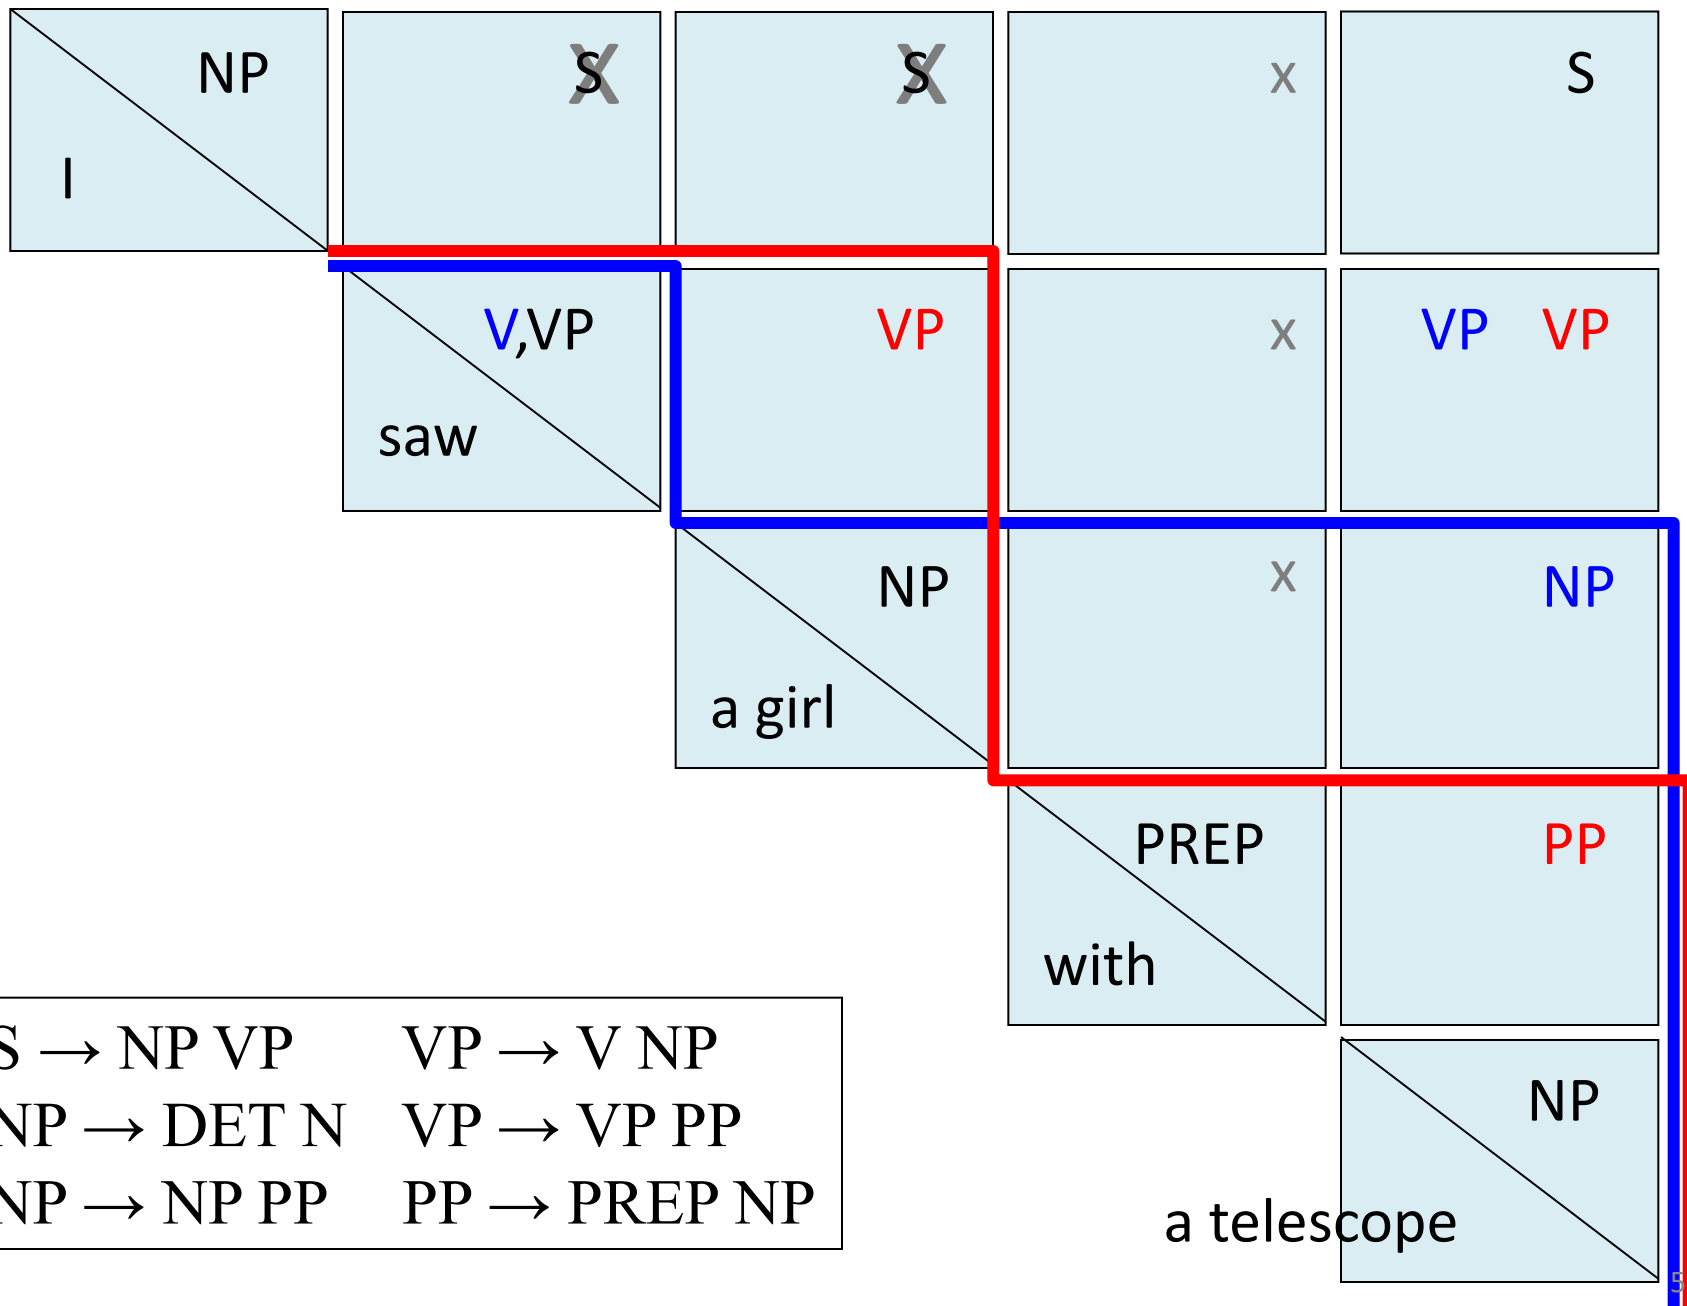 NP S X S X x S
I
V,VP VP x VP VP
saw
NP x NP
a girl
PREP PP
with
S → NP VP VP → V NP
NP → DET N VP → VP PP
NP → NP PP PP → PREP NP
NP
a telescope
5